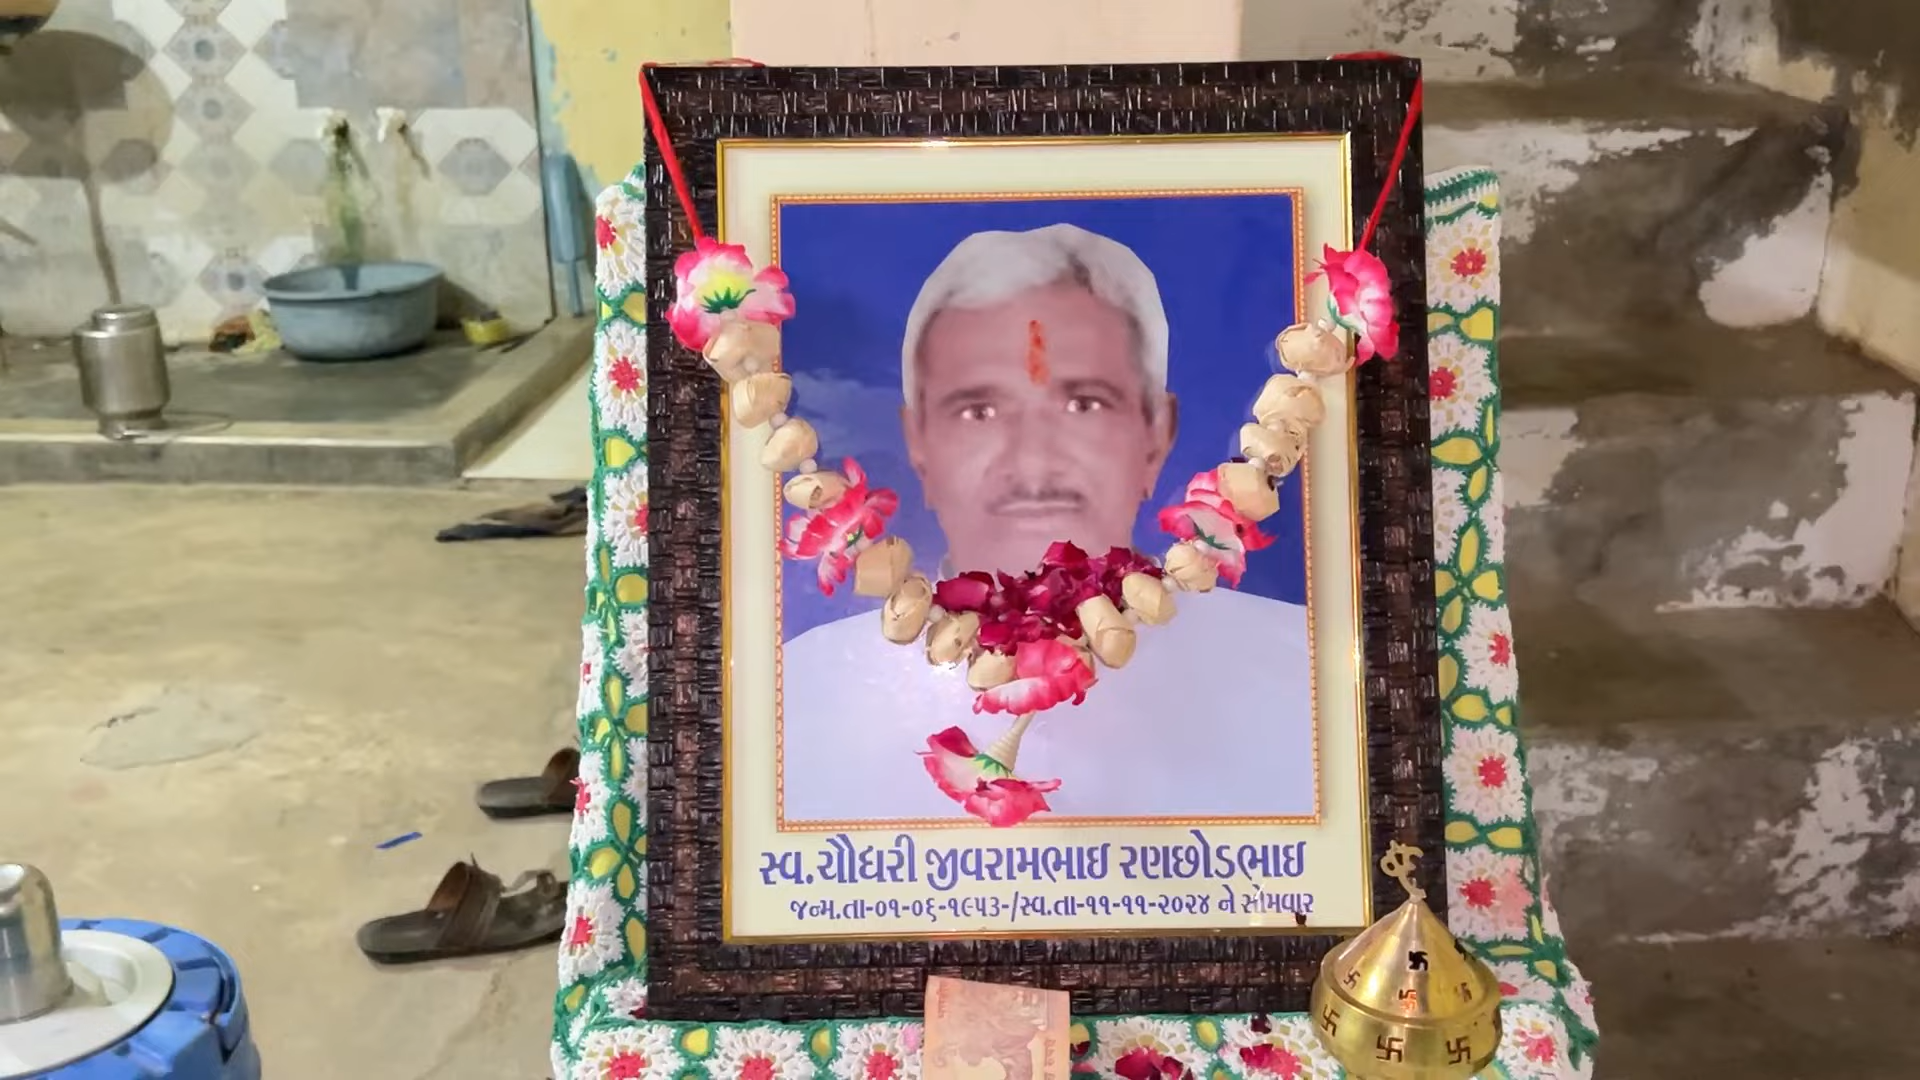 સ્વ.ચૌધરી જીવરામભાઇ રણછોડભાઇ
જન્મ.તા-૦૧-૦૬-૧૯૫૩-/સ્વ.તા-૧૧-૧૧-૨૦૨૪ ને સોમવાર